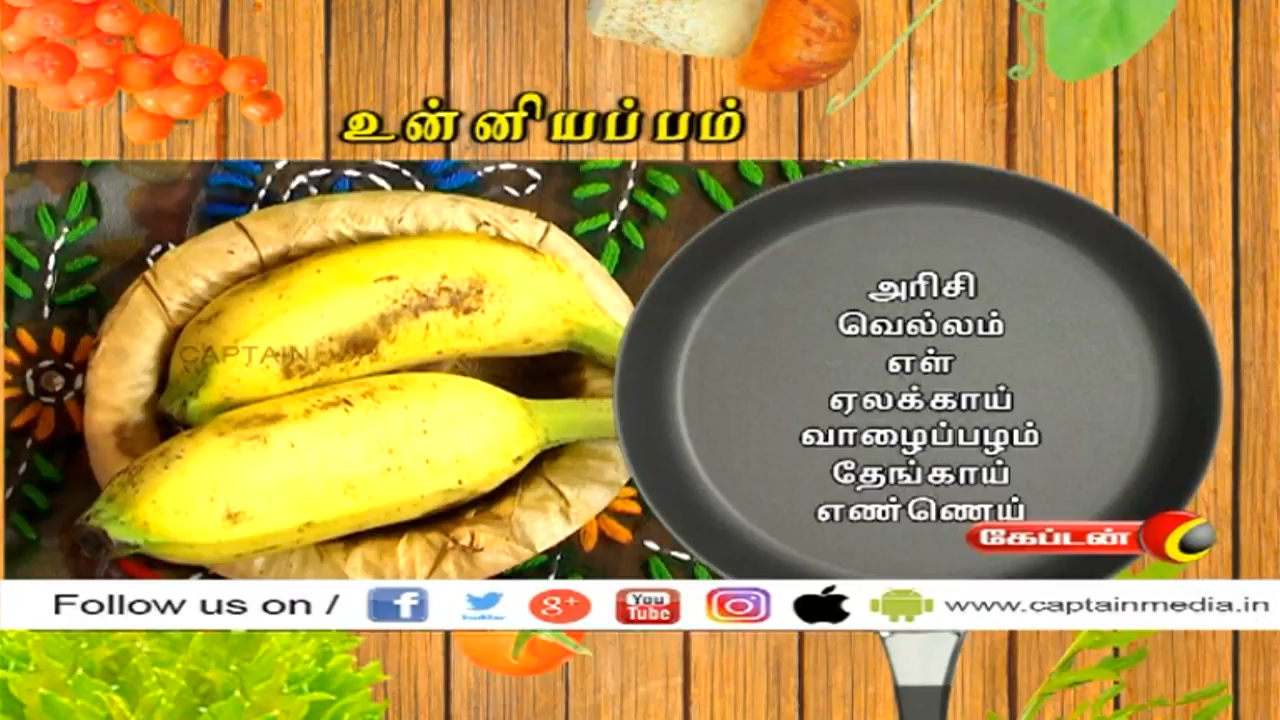 உன்னியப்பம்
CAPTAIN
அரிசி
வெல்லம்
எள்
ஏலக்காய்
வாழைப்பழம்
தேங்காய்
எண்ணெய்
கேப்டன்
Follow us on / f twitter g+ You Tube www.captainmedia.in